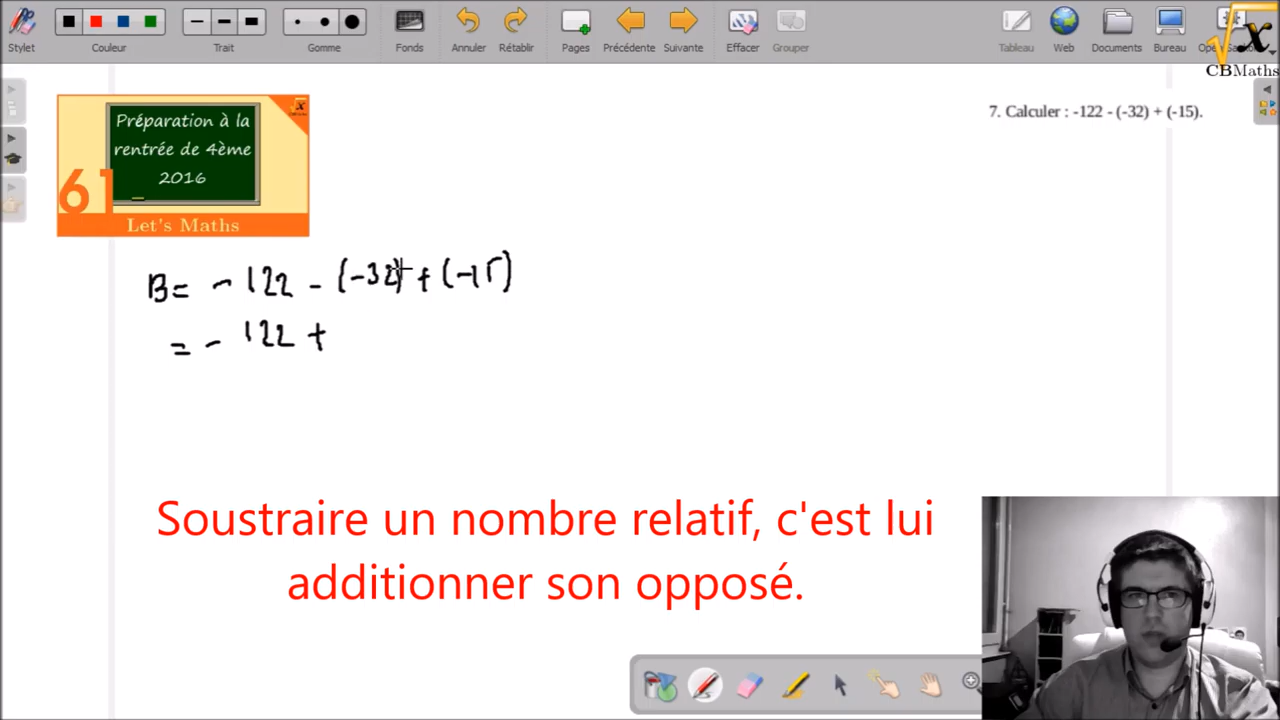 Stylet
Couleur
Trait
Gomme
Fonds
Annuler
Rétablir
Pages
Précédente
Suivante
Effacer
Grouper
Tableau
Web
Documents
Bureau
CBMaths
Préparation à la
rentrée de 4ème
2016
61
Let's Maths
7. Calculer : -122 - (-32) + (-15).
B= -122 - (-32) + (-15)
= -122 +
Soustraire un nombre relatif, c'est lui
additionner son opposé.